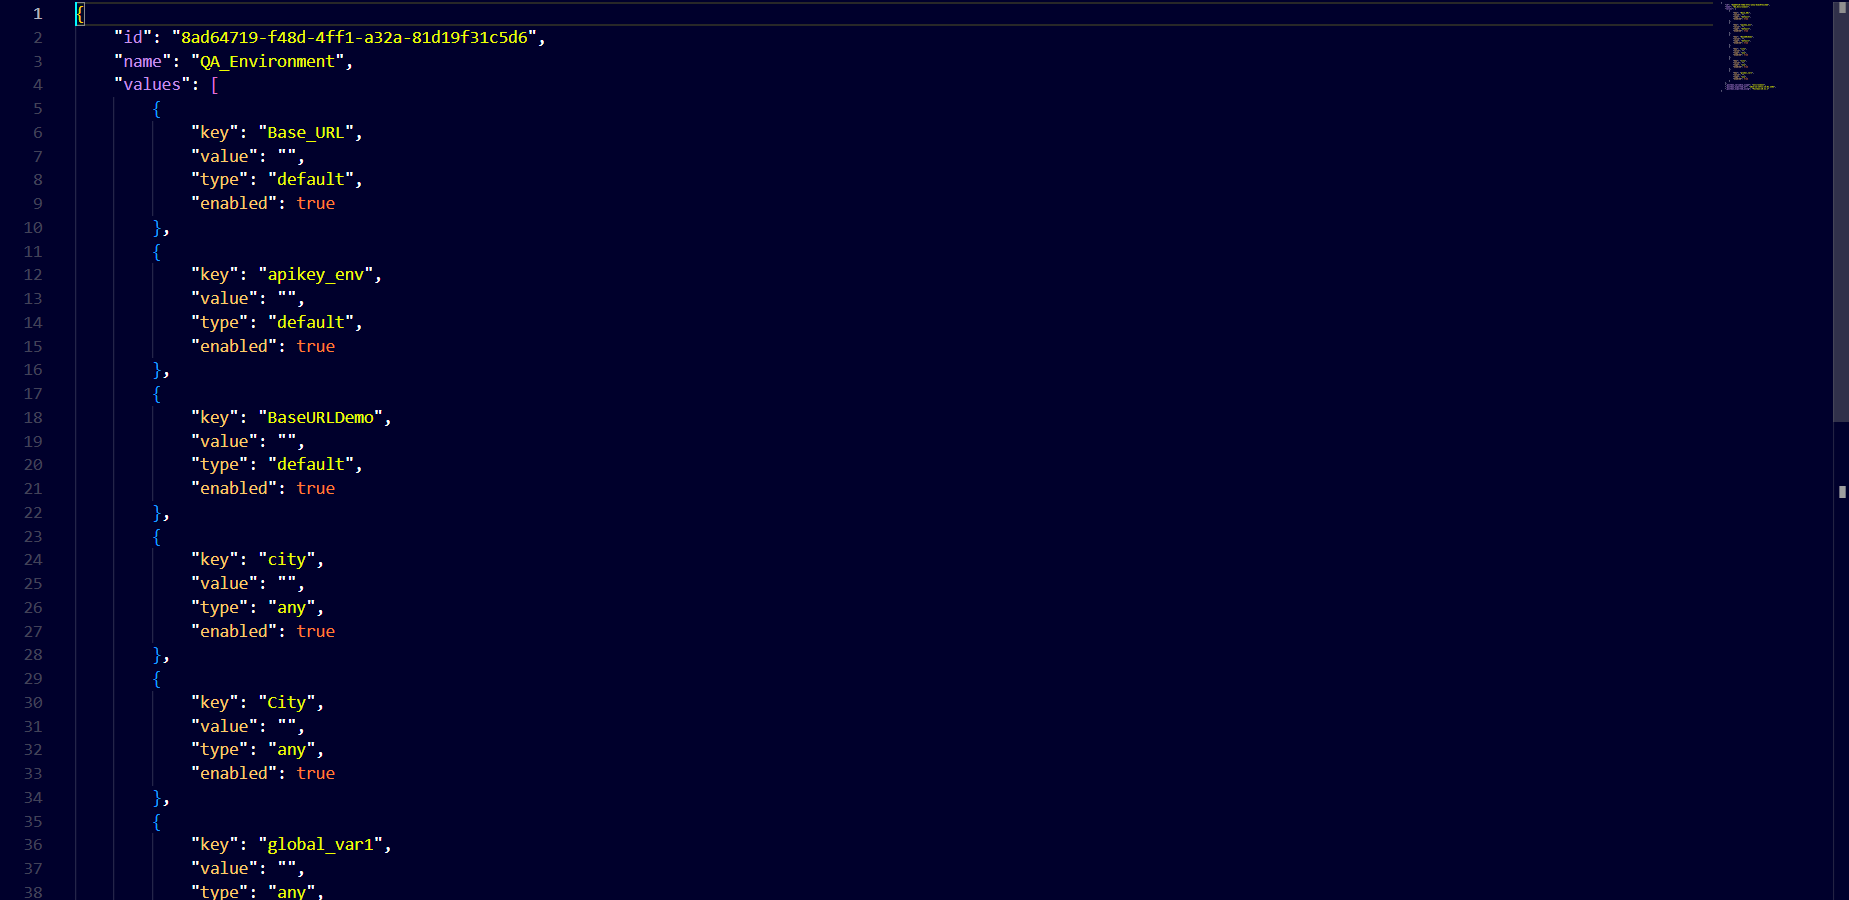 1 {
2 "id": "8ad64719-f48d-4ff1-a32a-81d19f31c5d6",
3 "name": "QA_Environment",
4 "values": [
5 {
6 "key": "Base_URL",
7 "value": "",
8 "type": "default",
9 "enabled": true
10 },
11 {
12 "key": "apikey_env",
13 "value": "",
14 "type": "default",
15 "enabled": true
16 },
17 {
18 "key": "BaseURLDemo",
19 "value": "",
20 "type": "default",
21 "enabled": true
22 },
23 {
24 "key": "city",
25 "value": "",
26 "type": "any",
27 "enabled": true
28 },
29 {
30 "key": "City",
31 "value": "",
32 "type": "any",
33 "enabled": true
34 },
35 {
36 "key": "global_var1",
37 "value": "",
38 "type": "any",